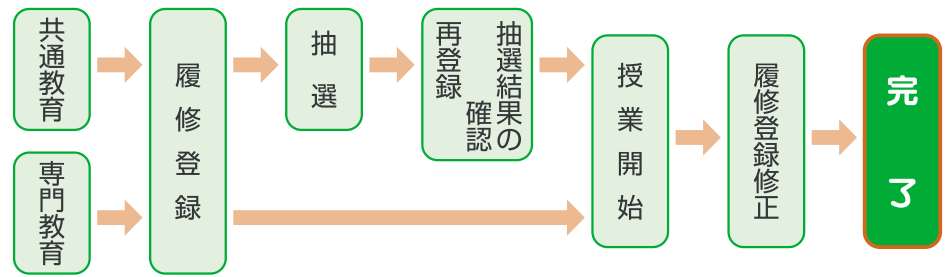 共通教育
専門教育
履修登録
抽選
抽選結果の
確認
再登録
授業開始
履修登録修正
完了